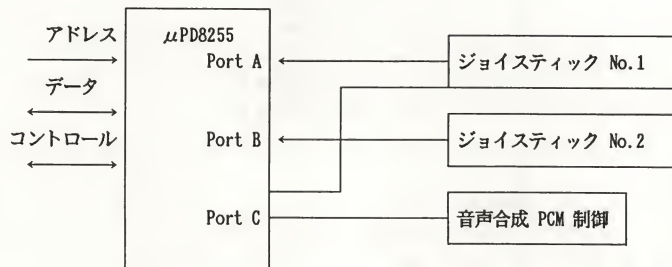 アドレス
データ
コントロール
μPD8255
Port A
Port B
Port C
ジョイスティック No.1
ジョイスティック No.2
音声合成 PCM 制御